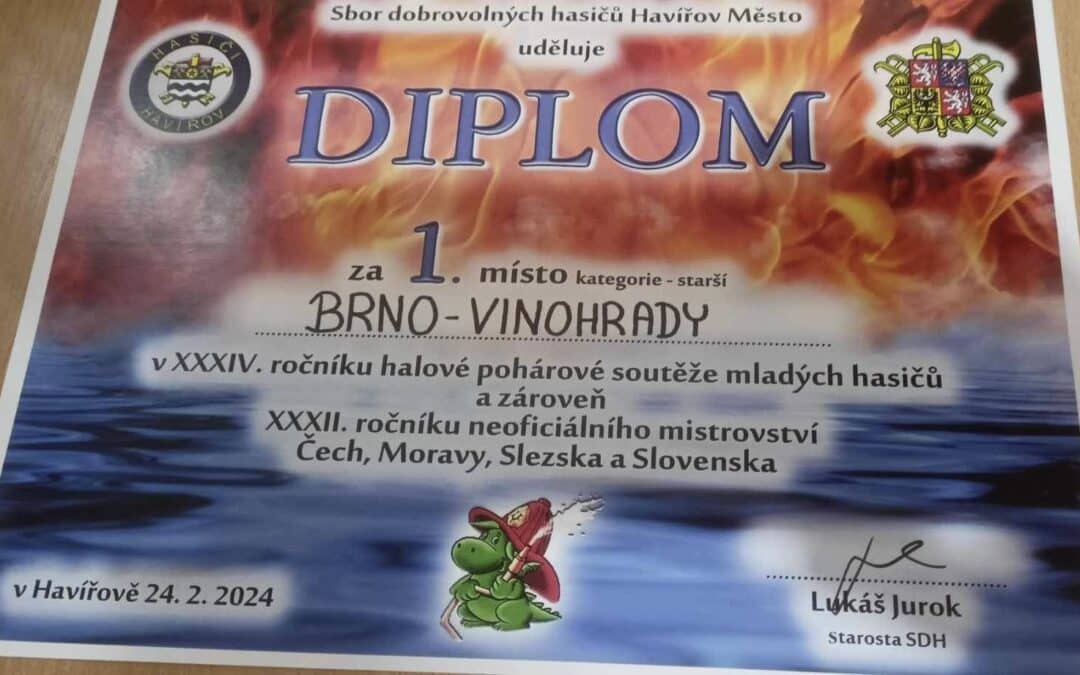 Sbor dobrovolných hasičů Havířov Město
uděluje
HASIČI
HAVÍŘOV
DIPLOM
za 1. místo kategorie - starší
BRNO-VINOHRADY
v XXXIV. ročníku halové pohárové soutěže mladých hasičů
a zároveň
XXXII. ročníku neoficiálního mistrovství
Čech, Moravy, Slezska a Slovenska
v Havířově 24. 2. 2024
Lukáš Jurok
Starosta SDH